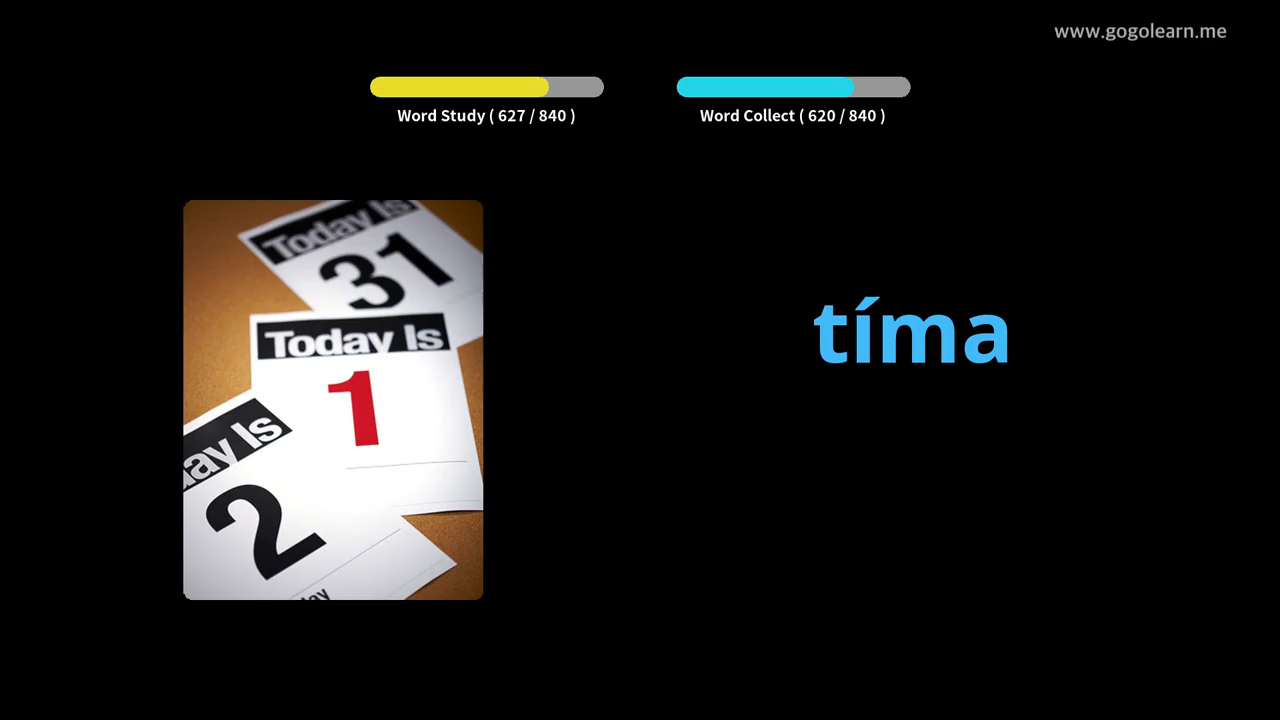 www.gogolearn.me
Word Study ( 627 / 840 )
Word Collect ( 620 / 840 )
Today Is
31
Today Is
1
ay Is
2
tíma